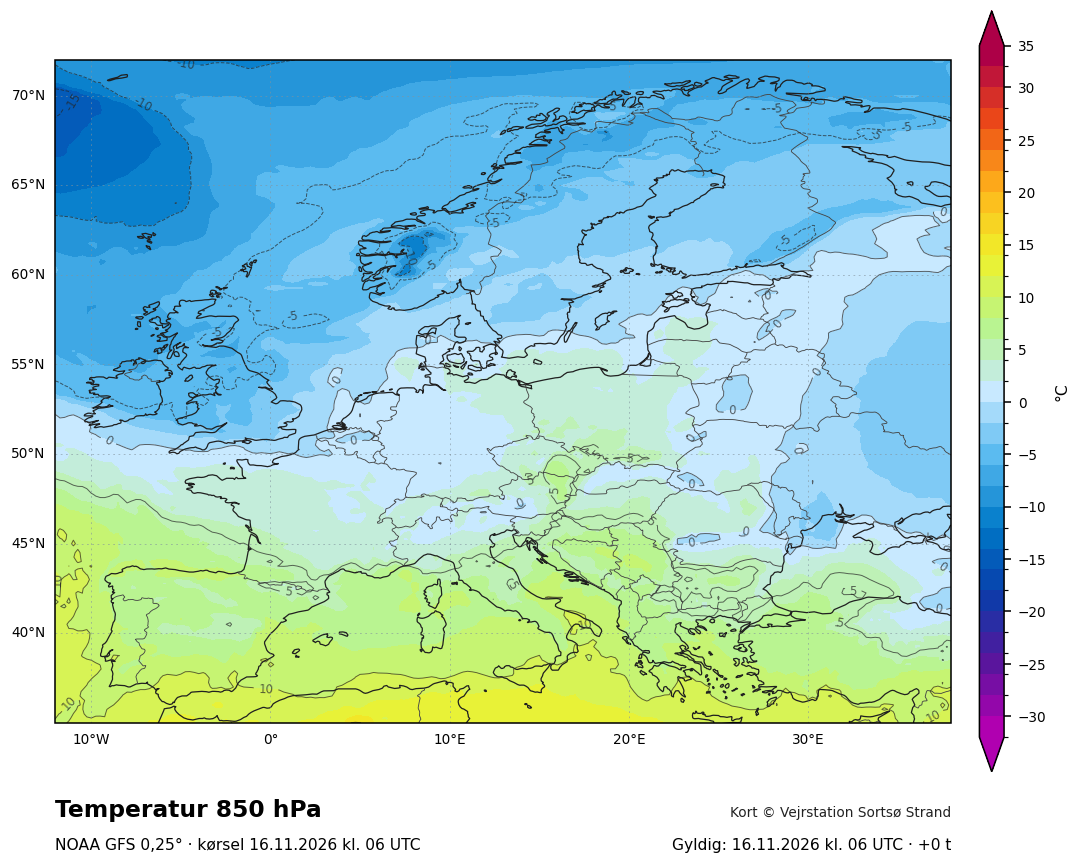 70°N
65°N
60°N
55°N
50°N
45°N
40°N
10°W
0°
10°E
20°E
30°E
35
30
25
20
15
10
5
0
−5
−10
−15
−20
−25
−30
°C
Temperatur 850 hPa
Kort © Vejrstation Sortsø Strand
NOAA GFS 0,25° · kørsel 16.11.2026 kl. 06 UTC
Gyldig: 16.11.2026 kl. 06 UTC · +0 t